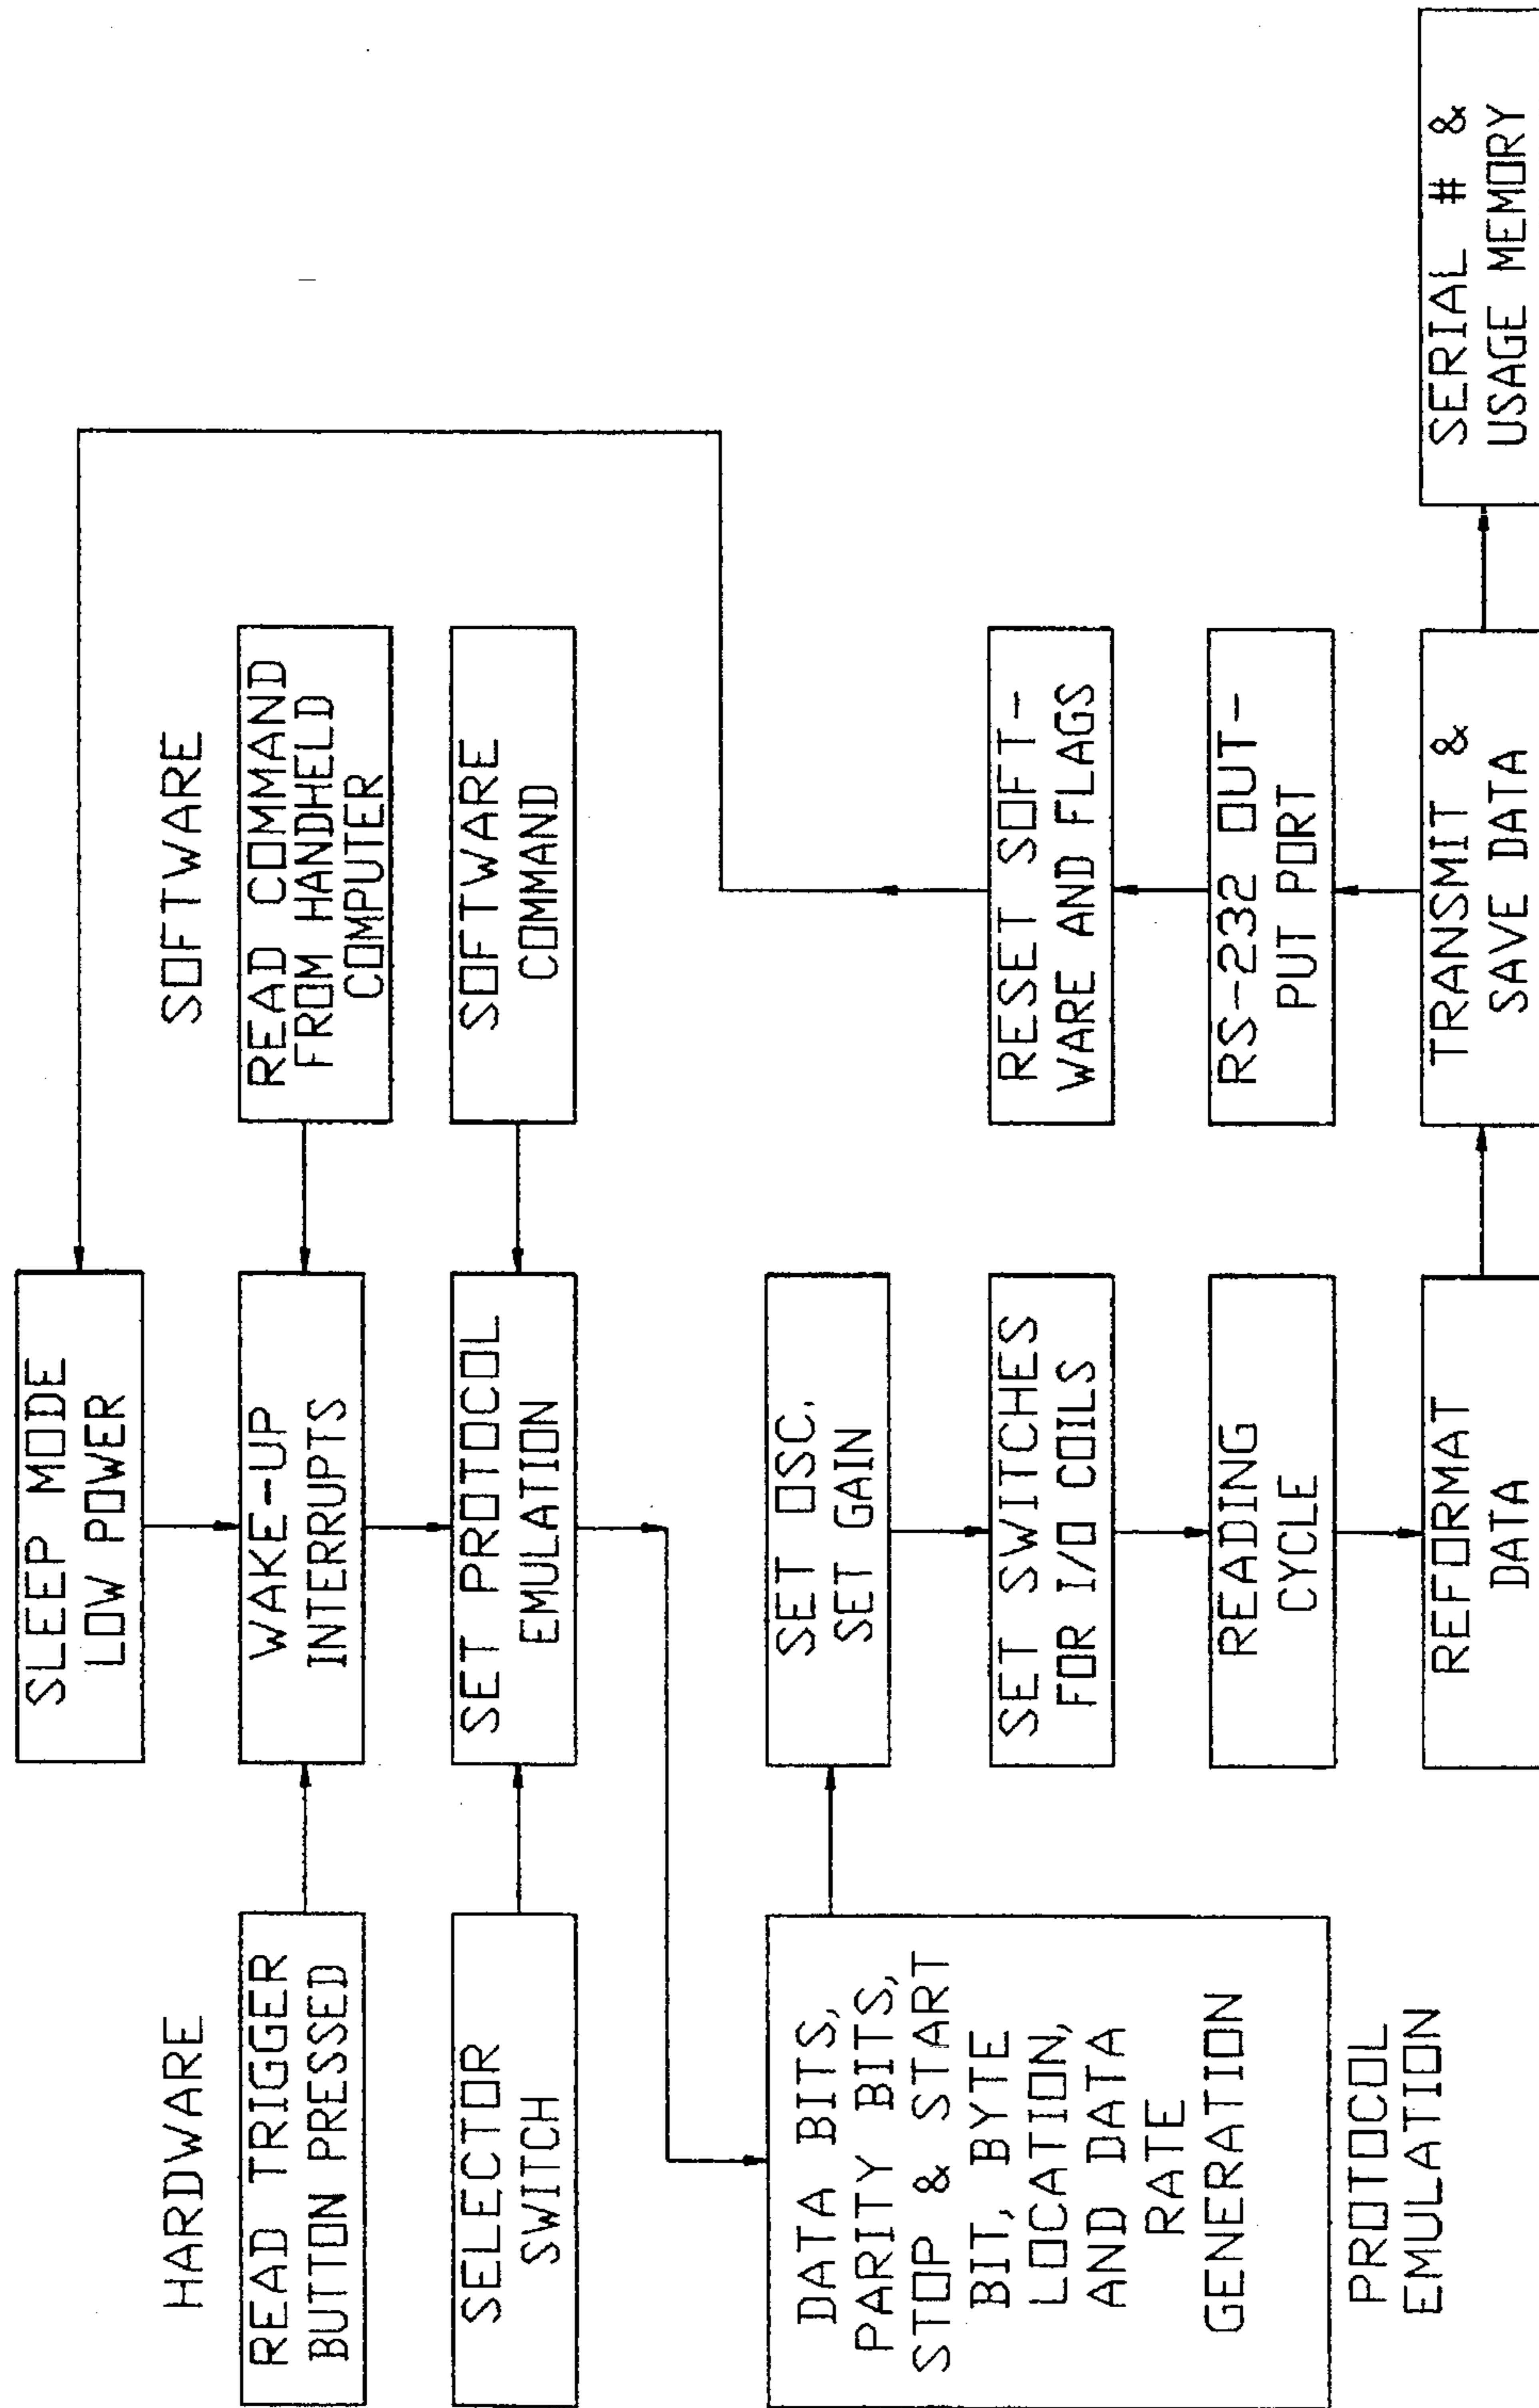 SLEEP MODE
LOW POWER
HARDWARE
SOFTWARE
READ TRIGGER
BUTTON PRESSED
WAKE-UP
INTERRUPTS
READ COMMAND
FROM HANDHELD
COMPUTER
SELECTOR
SWITCH
SET PROTOCOL
EMULATION
SOFTWARE
COMMAND
DATA BITS,
PARITY BITS,
STOP & START
BIT, BYTE
LOCATION,
AND DATA
RATE
GENERATION
PROTOCOL
EMULATION
SET OSC.
SET GAIN
SET SWITCHES
FOR I/O COILS
READING
CYCLE
REFORMAT
DATA
RESET SOFT-
WARE AND FLAGS
RS-232 OUT-
PUT PORT
TRANSMIT &
SAVE DATA
SERIAL # &
USAGE MEMORY